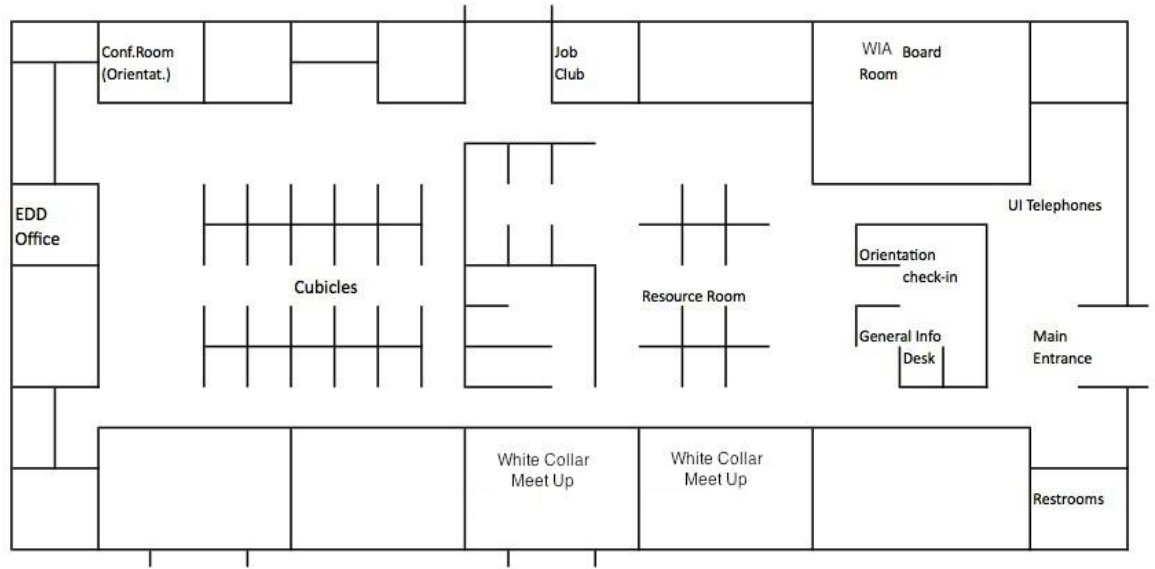 Conf.Room
(Orientat.)
Job
Club
WIA Board
Room
EDD
Office
UI Telephones
Orientation
check-in
Cubicles
Resource Room
General Info
Desk
Main
Entrance
White Collar
Meet Up
White Collar
Meet Up
Restrooms